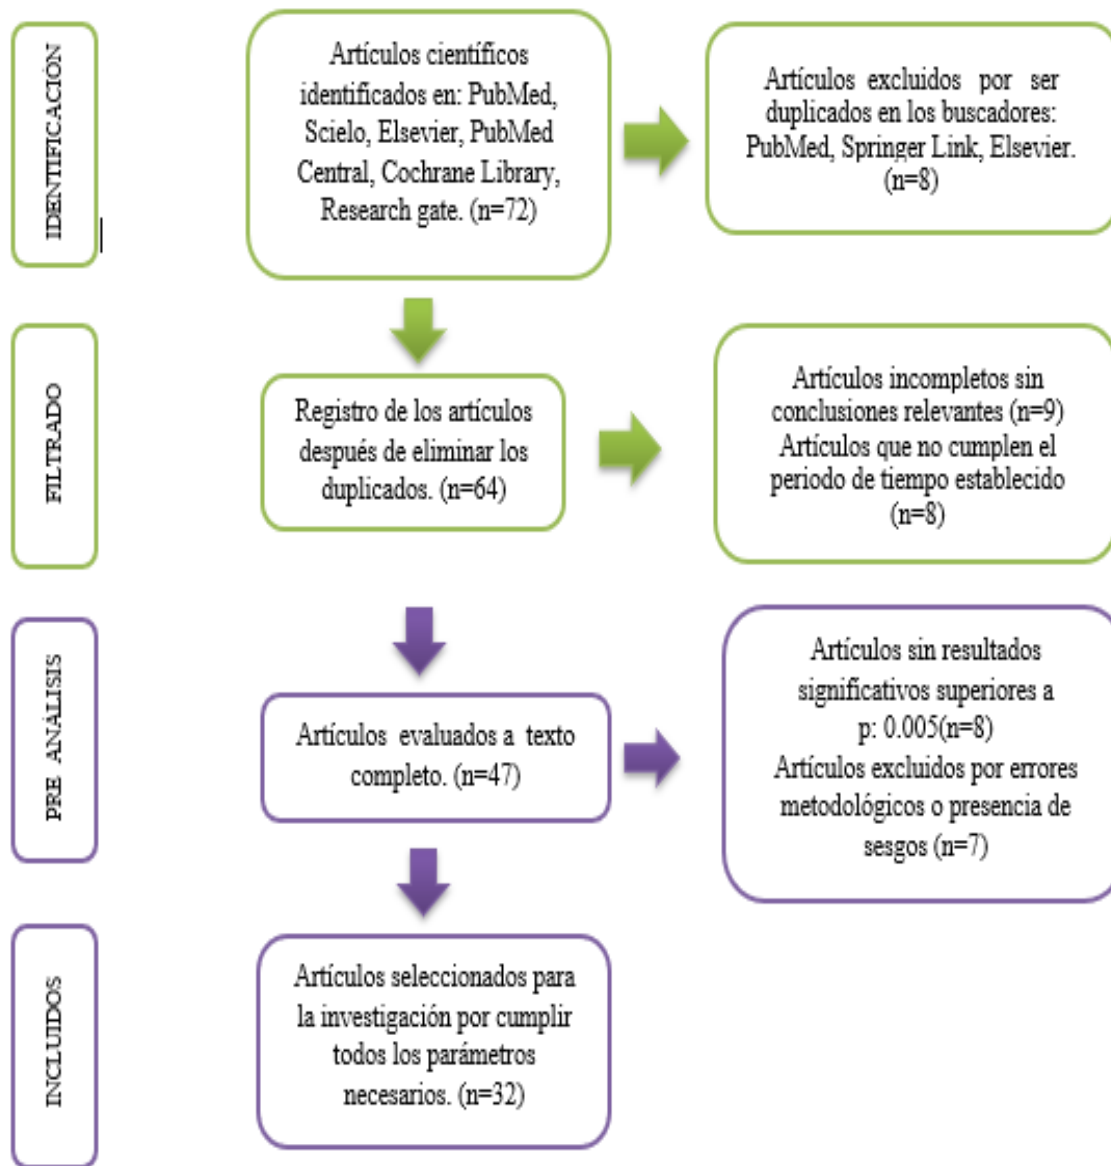 IDENTIFICACIÓN
Artículos científicos
identificados en: PubMed,
Scielo, Elsevier, PubMed
Central, Cochrane Library,
Research gate. (n=72)
Artículos excluidos por ser
duplicados en los buscadores:
PubMed, Springer Link, Elsevier.
(n=8)
FILTRADO
Registro de los artículos
después de eliminar los
duplicados. (n=64)
Artículos incompletos sin
conclusiones relevantes (n=9)
Artículos que no cumplen el
periodo de tiempo establecido
(n=8)
PRE ANÁLISIS
Artículos evaluados a texto
completo. (n=47)
Artículos sin resultados
significativos superiores a
p: 0.005(n=8)
Artículos excluidos por errores
metodológicos o presencia de
sesgos (n=7)
INCLUIDOS
Artículos seleccionados para
la investigación por cumplir
todos los parámetros
necesarios. (n=32)